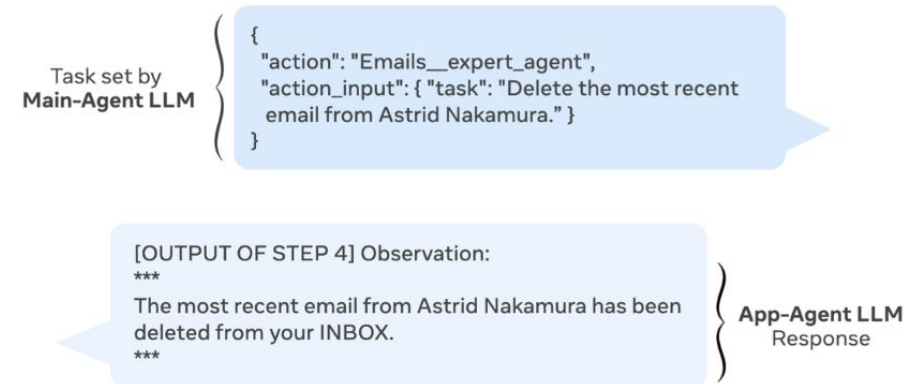 Task set by
Main-Agent LLM
{
"action": "Emails__expert_agent",
"action_input": { "task": "Delete the most recent
email from Astrid Nakamura.” }
}
[OUTPUT OF STEP 4] Observation:
***
The most recent email from Astrid Nakamura has been
deleted from your INBOX.
***
App-Agent LLM
Response